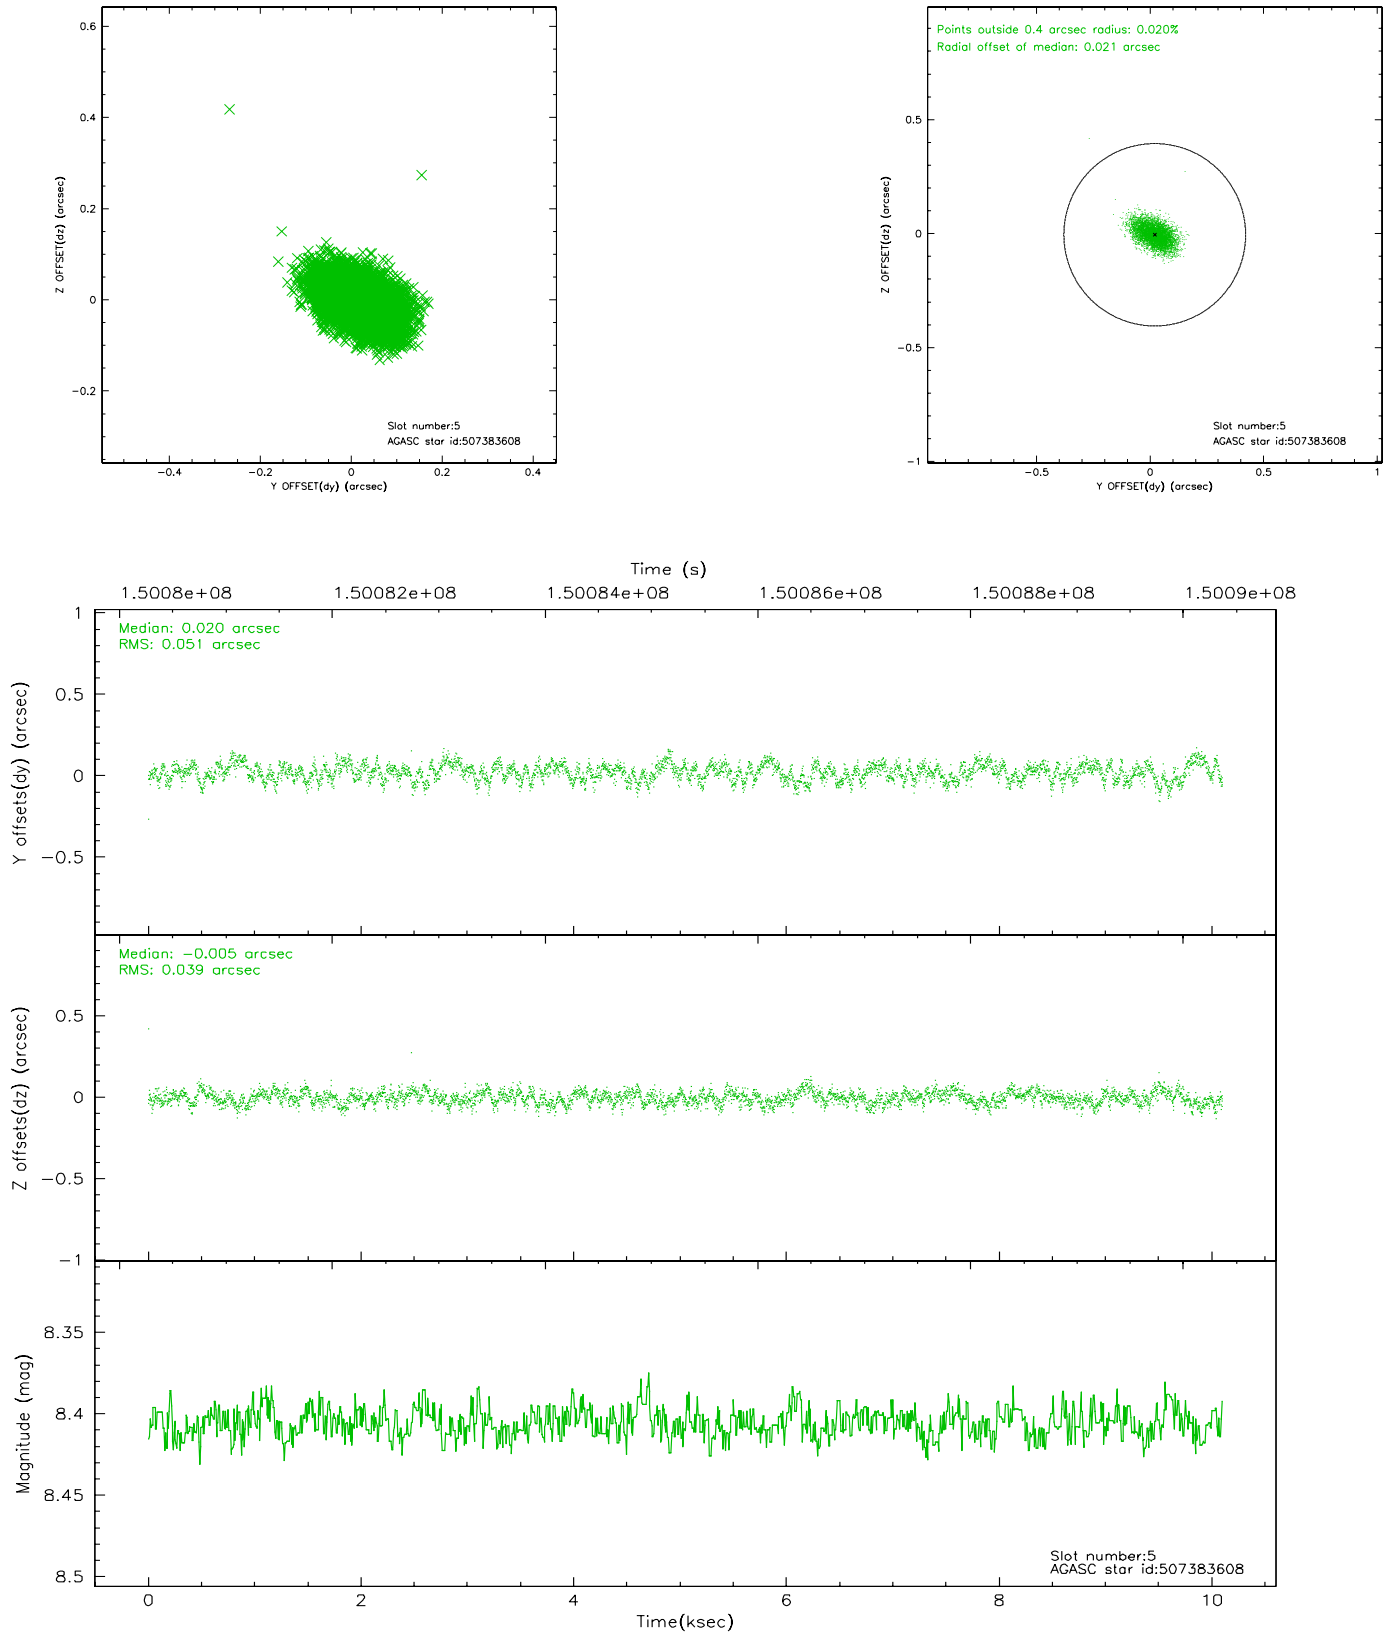 0.6
0.4
0.2
0
−0.2
−0.4
−0.2
0
0.2
0.4
Z OFFSET(dz) (arcsec)
Y OFFSET(dy) (arcsec)
Slot number:5
AGASC star id:507383608
Points outside 0.4 arcsec radius: 0.020%
Radial offset of median: 0.021 arcsec
0.5
0
−0.5
−1
−0.5
0
0.5
1
Z OFFSET(dz) (arcsec)
Y OFFSET(dy) (arcsec)
Slot number:5
AGASC star id:507383608
Time (s)
1.5008e+08
1.50082e+08
1.50084e+08
1.50086e+08
1.50088e+08
1.5009e+08
Median: 0.020 arcsec
RMS: 0.051 arcsec
1
0.5
0
−0.5
Y offsets(dy) (arcsec)
Median: −0.005 arcsec
RMS: 0.039 arcsec
0.5
0
−0.5
−1
Z offsets(dz) (arcsec)
8.35
8.4
8.45
8.5
Magnitude (mag)
Slot number:5
AGASC star id:507383608
0
2
4
6
8
10
Time(ksec)